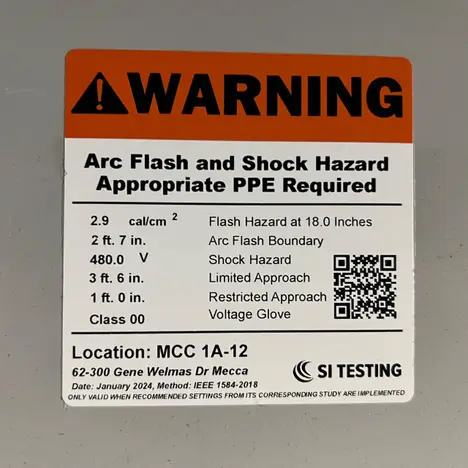 WARNING
Arc Flash and Shock Hazard
Appropriate PPE Required
2.9 cal/cm 2 Flash Hazard at 18.0 Inches
2 ft. 7 in. Arc Flash Boundary
480.0 V Shock Hazard
3 ft. 6 in. Limited Approach
1 ft. 0 in. Restricted Approach
Class 00 Voltage Glove
Location: MCC 1A-12
62-300 Gene Welmas Dr Mecca
SI TESTING
Date: January 2024, Method: IEEE 1584-2018
ONLY VALID WHEN RECOMMENDED SETTINGS FROM ITS CORRESPONDING STUDY ARE IMPLEMENTED